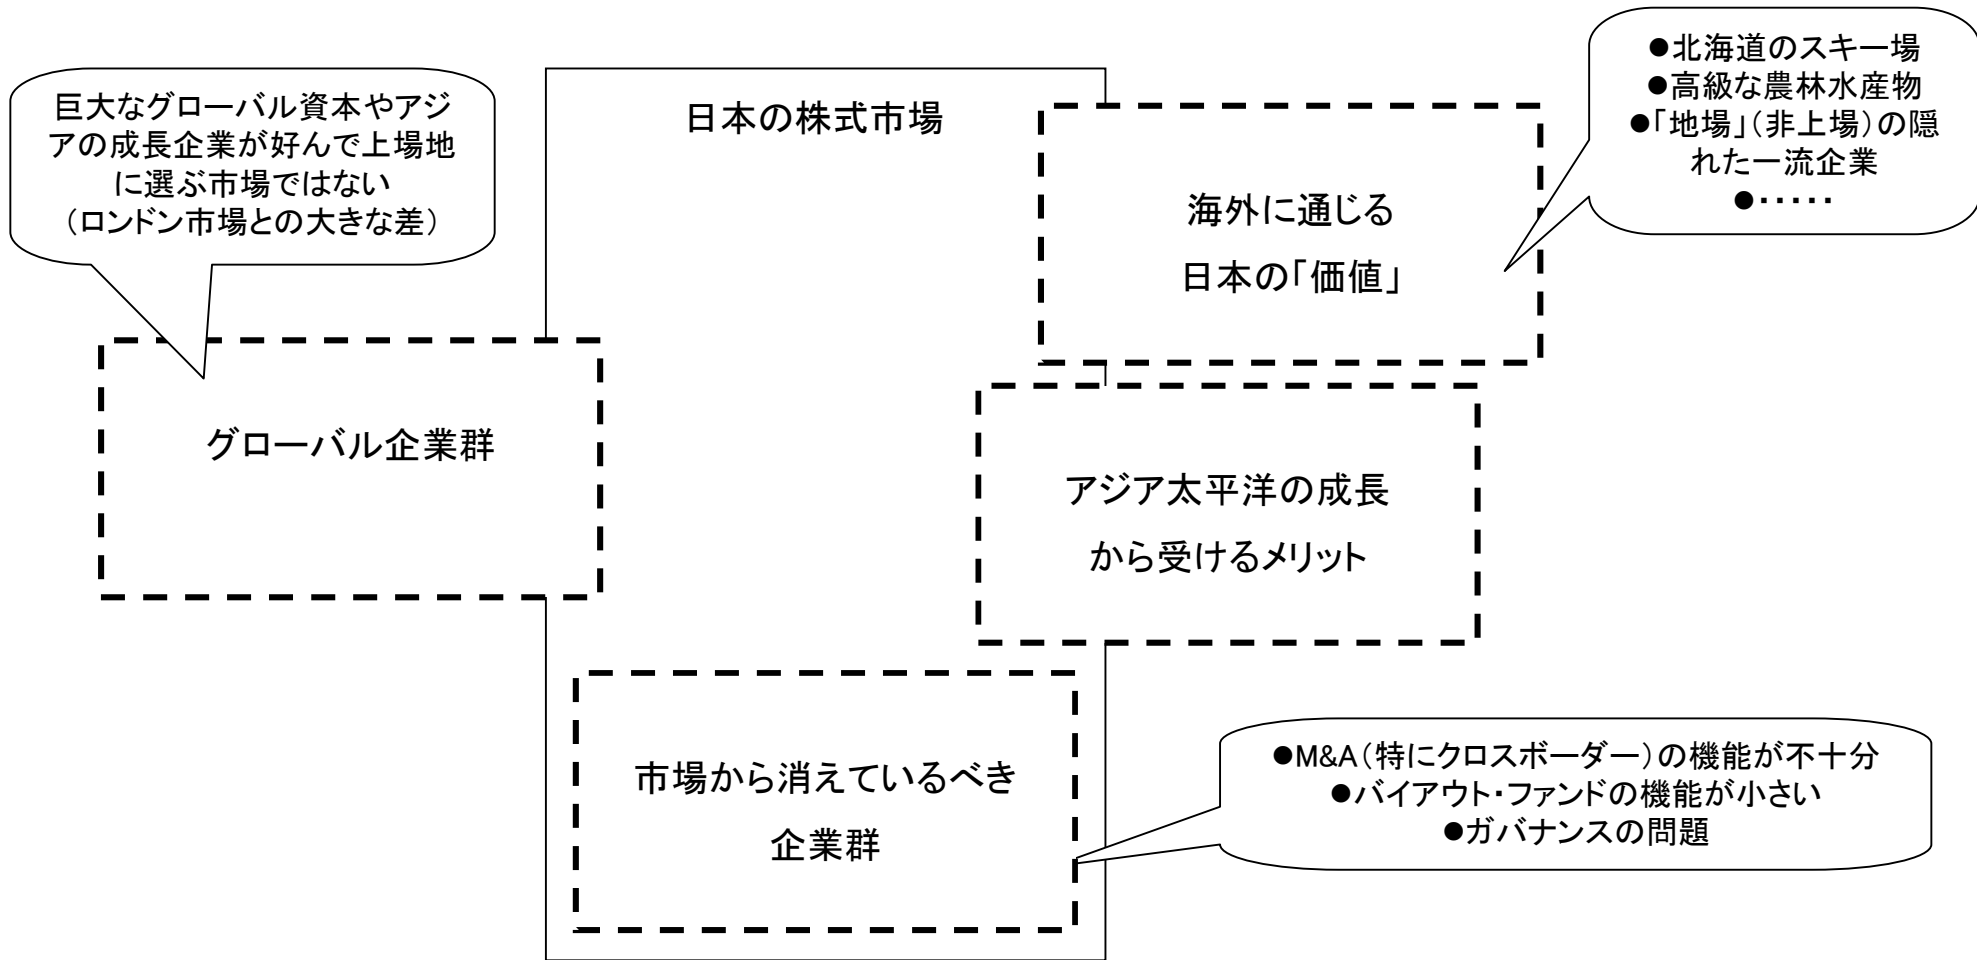 巨大なグローバル資本やアジ
アの成長企業が好んで上場地
に選ぶ市場ではない
（ロンドン市場との大きな差）
日本の株式市場
●北海道のスキー場
●高級な農林水産物
●「地場」（非上場）の隠
れた一流企業
●・・・・・
海外に通じる
日本の「価値」
グローバル企業群
アジア太平洋の成長
から受けるメリット
市場から消えているべき
企業群
●M&A（特にクロスボーダー）の機能が不十分
●バイアウト・ファンドの機能が小さい
●ガバナンスの問題